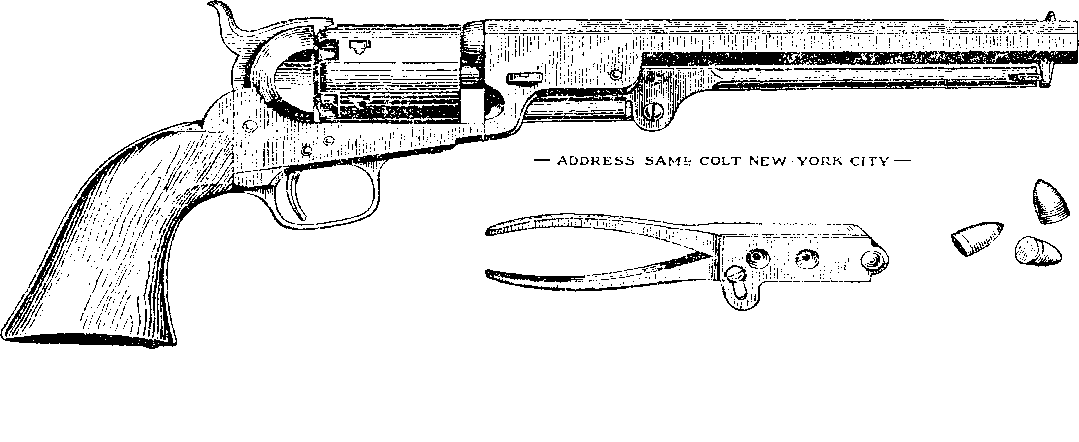 — ADDRESS SAML COLT NEW-YORK CITY —